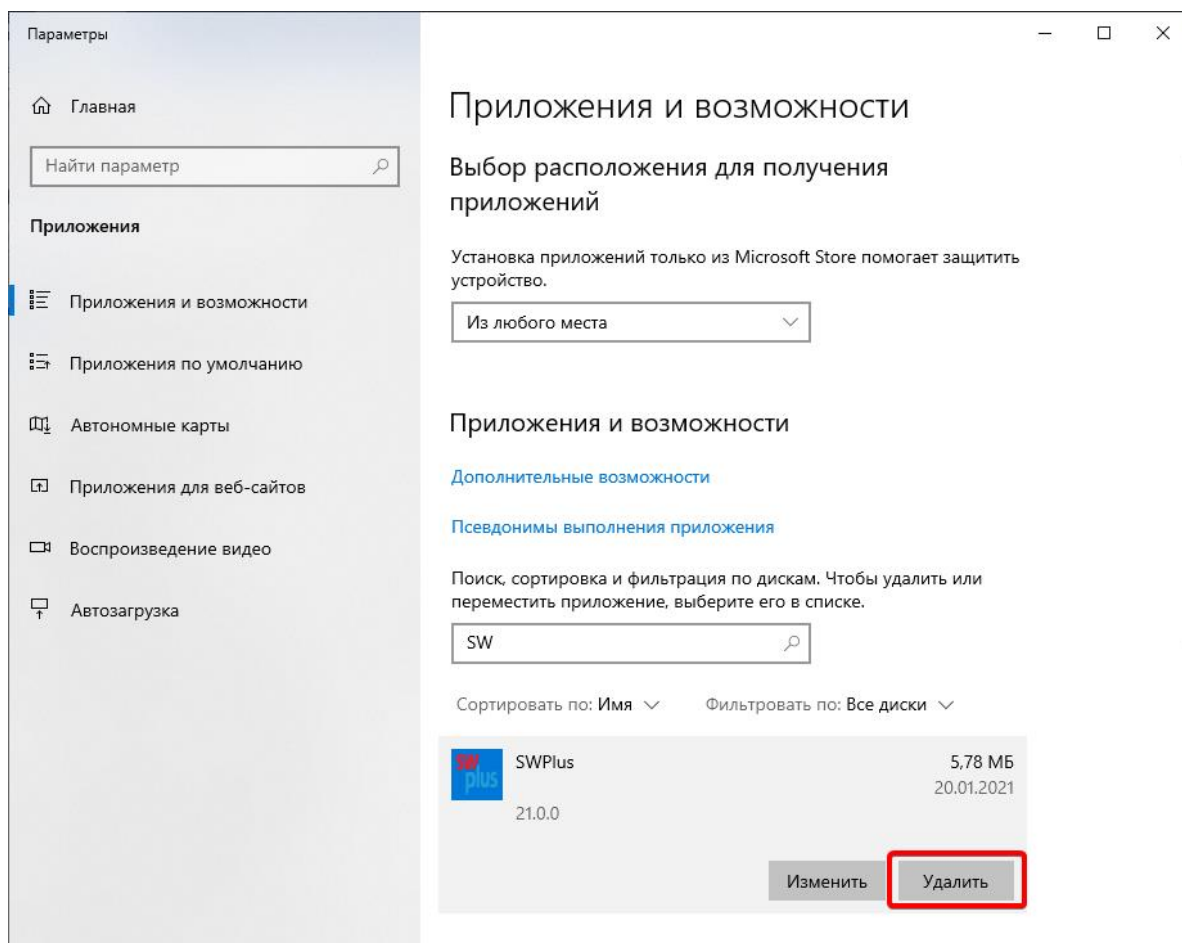 Параметры
Главная
Найти параметр
Приложения
Приложения и возможности
Приложения по умолчанию
Автономные карты
Приложения для веб-сайтов
Воспроизведение видео
Автозагрузка
Приложения и возможности
Выбор расположения для получения
приложений
Установка приложений только из Microsoft Store помогает защитить
устройство.
Из любого места
Приложения и возможности
Дополнительные возможности
Псевдонимы выполнения приложения
Поиск, сортировка и фильтрация по дискам. Чтобы удалить или
переместить приложение, выберите его в списке.
SW
Сортировать по: Имя Фильтровать по: Все диски
SW
plus
SWPlus 5,78 МБ
20.01.2021
21.0.0
Изменить Удалить